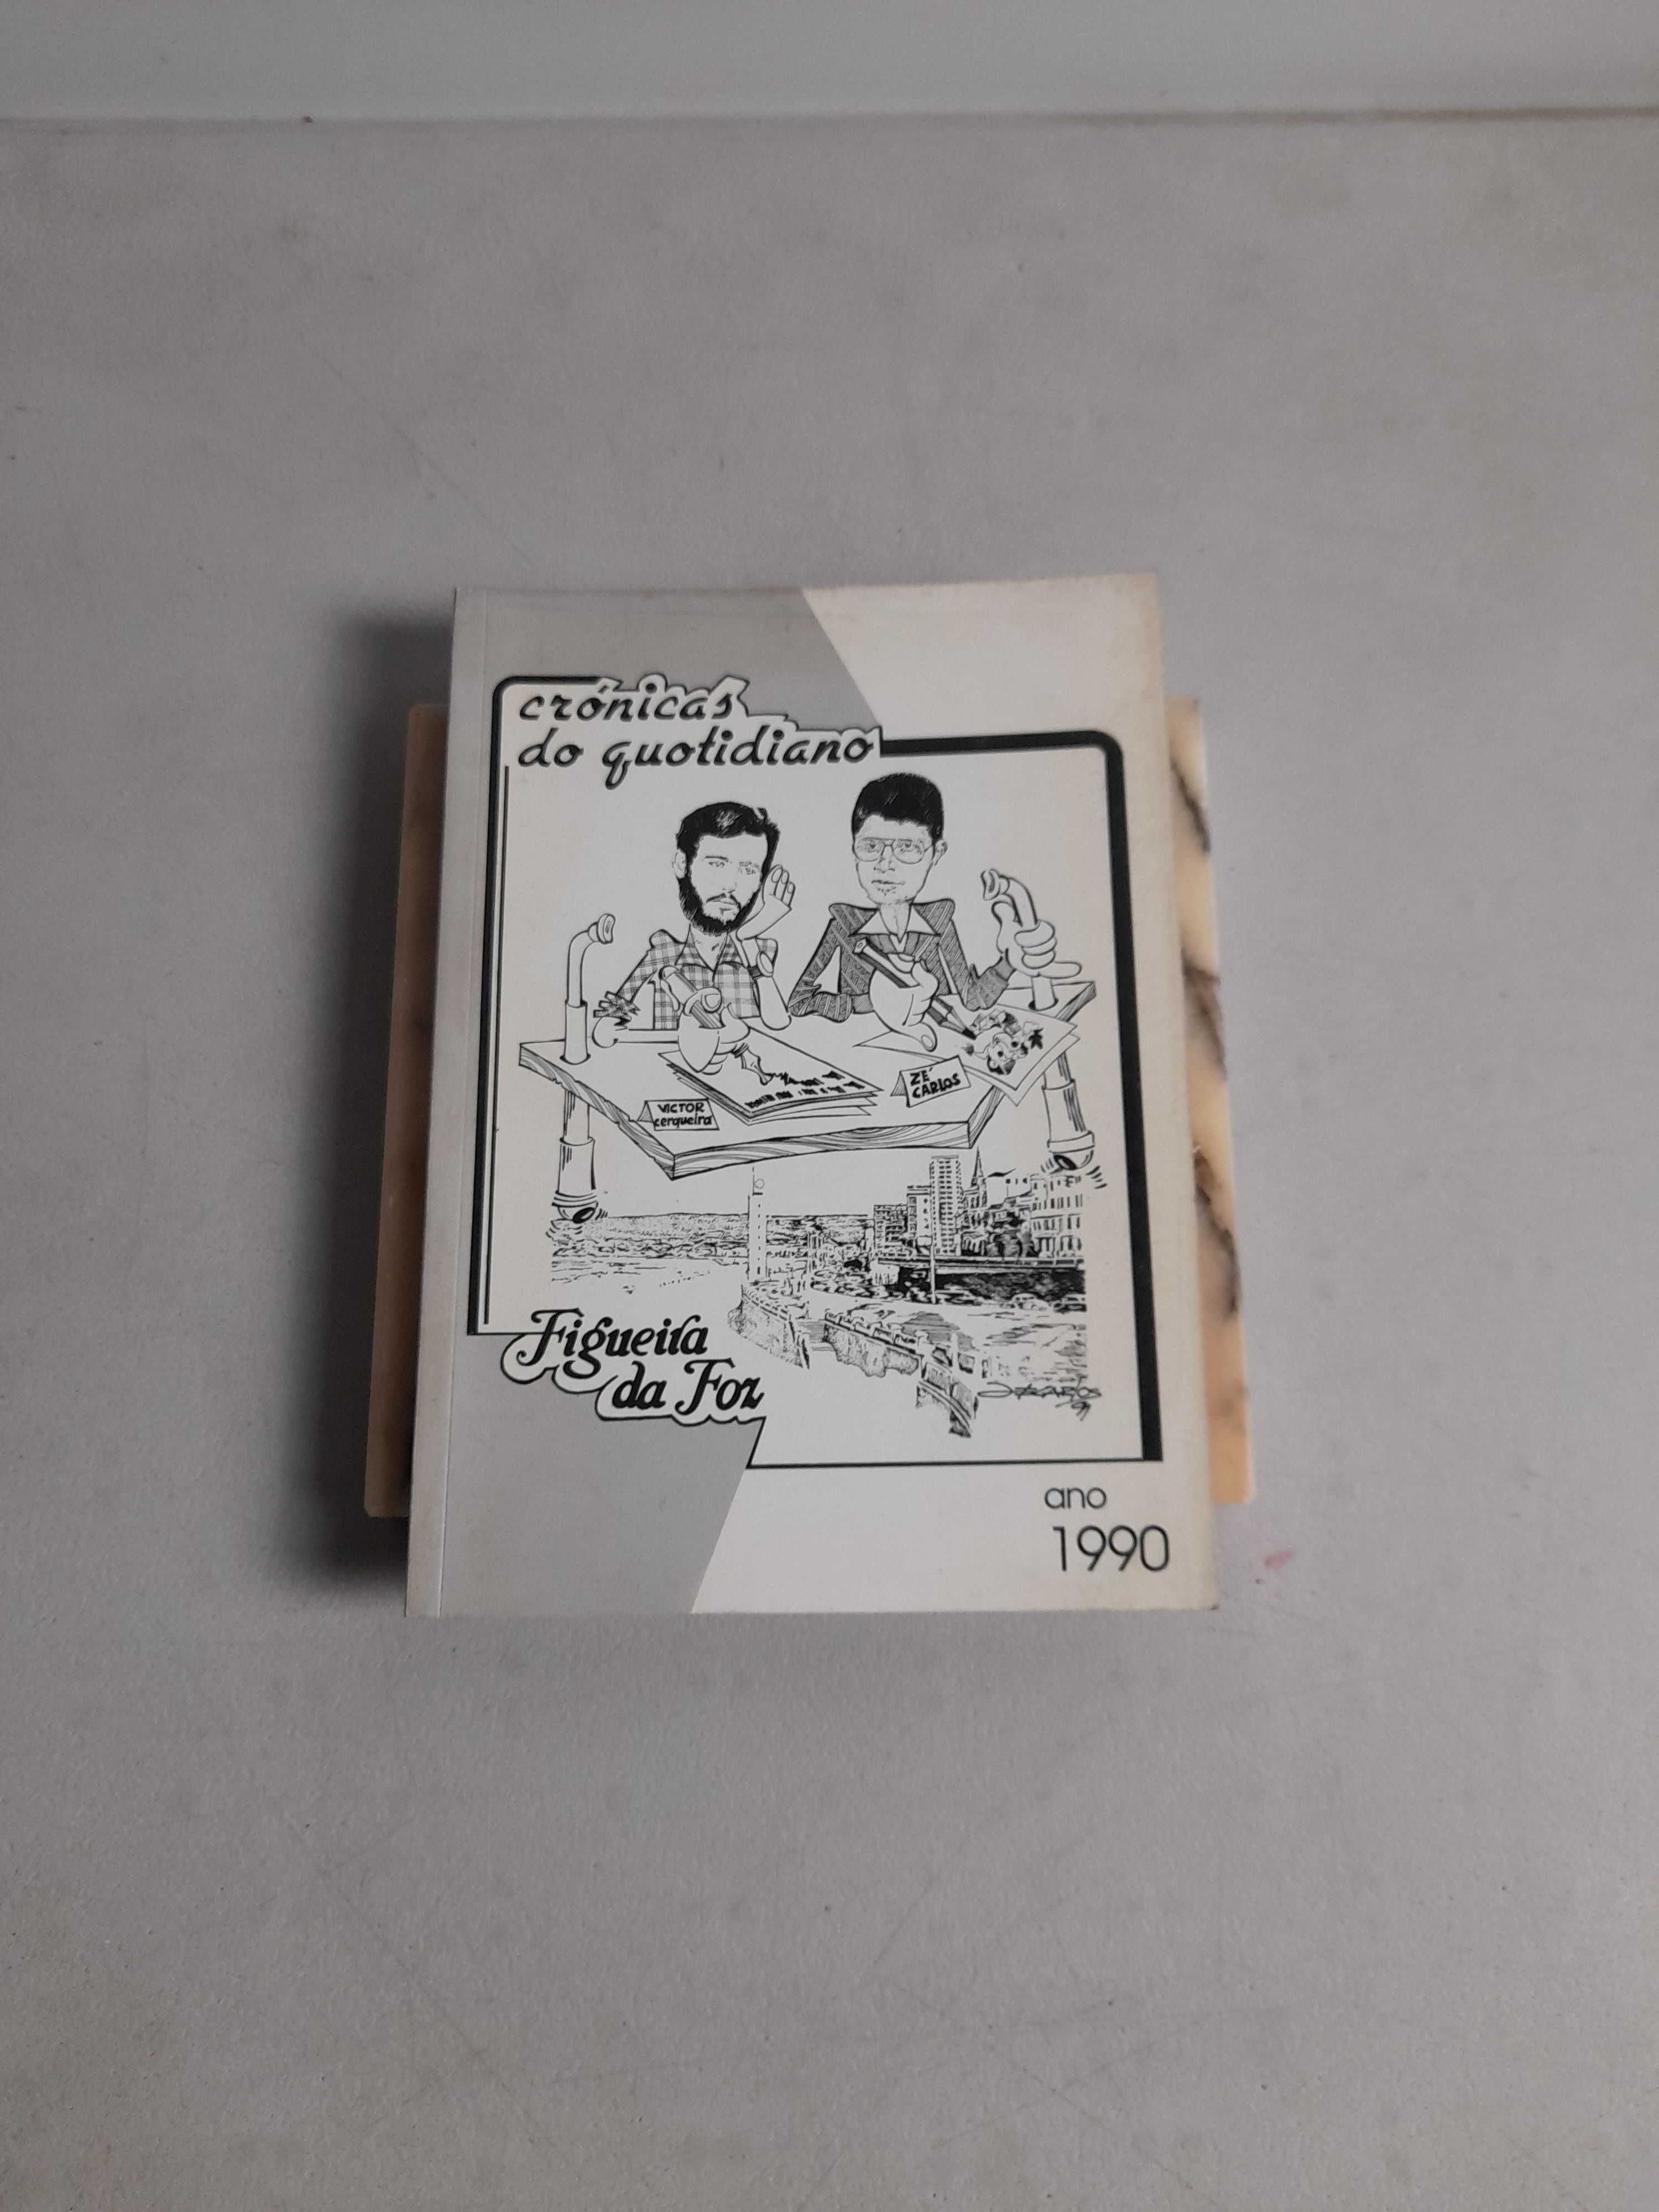 crónicas
do quotidiano
ZÉ
CARLOS
VICTOR
cerqueira
Figueira
da Foz
ano
1990